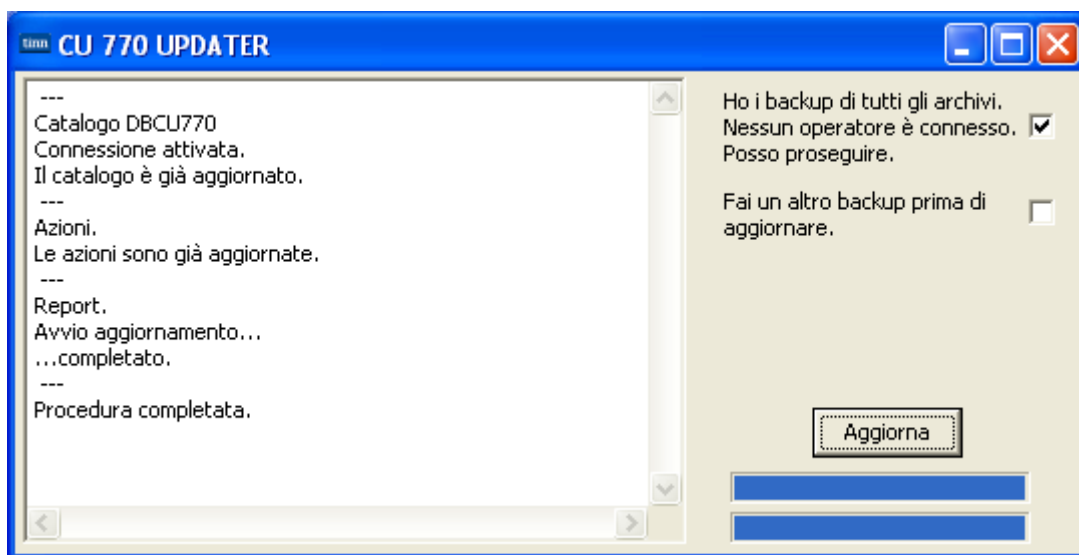 tinn CU 770 UPDATER
---
Catalogo DBCU770
Connessione attivata.
Il catalogo è già aggiornato.
---
Azioni.
Le azioni sono già aggiornate.
---
Report.
Avvio aggiornamento...
...completato.
---
Procedura completata.
Ho i backup di tutti gli archivi.
Nessun operatore è connesso.
Posso proseguire.
Fai un altro backup prima di
aggiornare.
Aggiorna